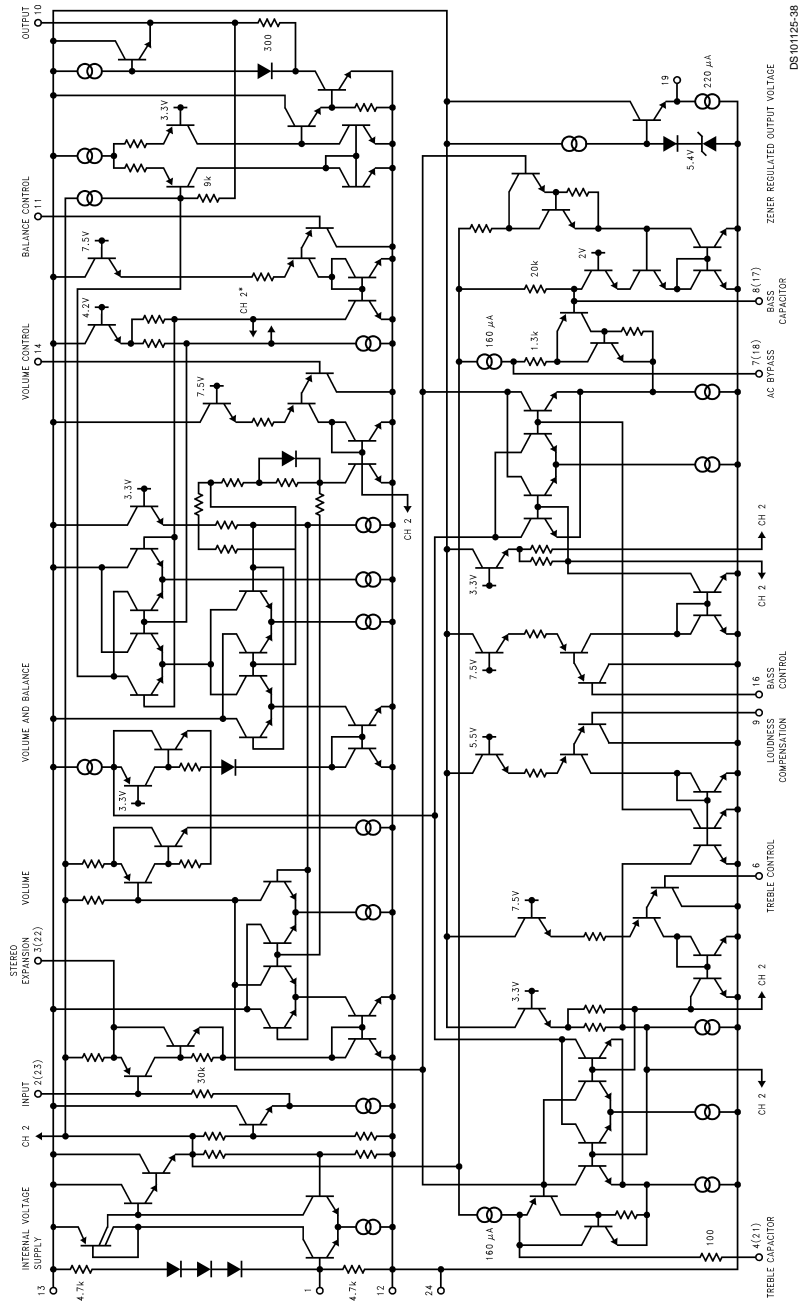 INTERNAL VOLTAGE
SUPPLY
CH 2
INPUT
2(23)
STEREO
EXPANSION 3(22)
VOLUME
VOLUME AND BALANCE
VOLUME CONTROL
14
BALANCE CONTROL
11
OUTPUT
10
13
4.7k
1
4.7k
12
24
30k
3.3V
3.3V
7.5V
CH 2
4.2V
CH 2*
7.5V
9k
3.3V
300
160 µA
100
4(21)
TREBLE CAPACITOR
CH 2
3.3V
CH 2
7.5V
6
TREBLE CONTROL
5.5V
9
LOUDNESS
COMPENSATION
7.5V
16
BASS
CONTROL
3.3V
CH 2
CH 2
160 µA
1.3k
7(18)
AC BYPASS
20k
2V
8(17)
BASS
CAPACITOR
5.4V
19
220 µA
ZENER REGULATED OUTPUT VOLTAGE
DS101125-38